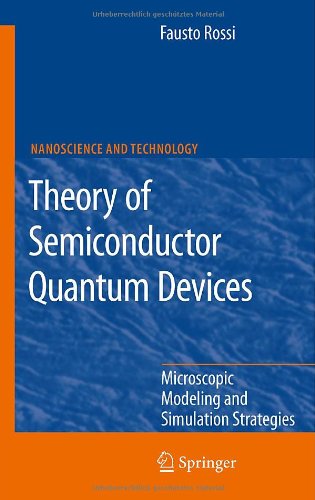 Urheberrechtlich geschütztes Material
Fausto Rossi
NANOSCIENCE AND TECHNOLOGY
Theory of
Semiconductor
Quantum Devices
Microscopic
Modeling and
Simulation Strategies
Springer